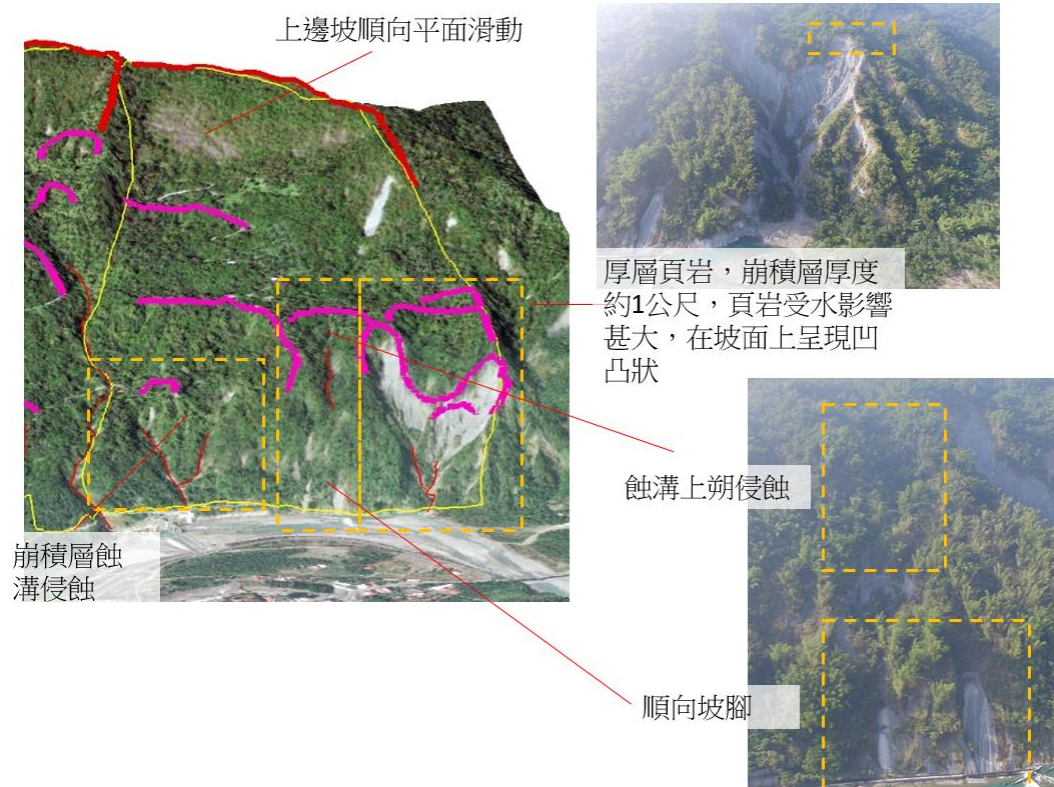 上邊坡順向平面滑動
厚層頁岩，崩積層厚度
約1公尺，頁岩受水影響
甚大，在坡面上呈現凹
凸狀
蝕溝上朔侵蝕
崩積層蝕
溝侵蝕
順向坡腳